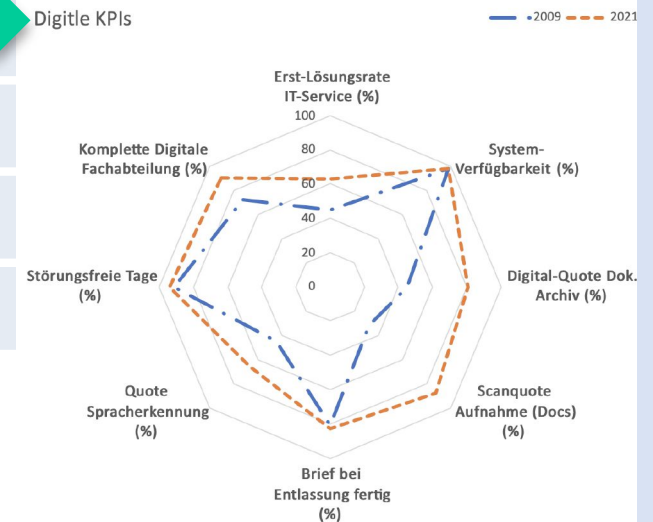 Digitle KPIs
2009
2021
Erst-Lösungsrate
IT-Service (%)
100
80
60
40
20
0
System-
Verfügbarkeit (%)
Digital-Quote Dok.
Archiv (%)
Scanquote
Aufnahme (Docs)
(%)
Brief bei
Entlassung fertig
(%)
Quote
Spracherkennung
(%)
Störungsfreie Tage
(%)
Komplette Digitale
Fachabteilung (%)